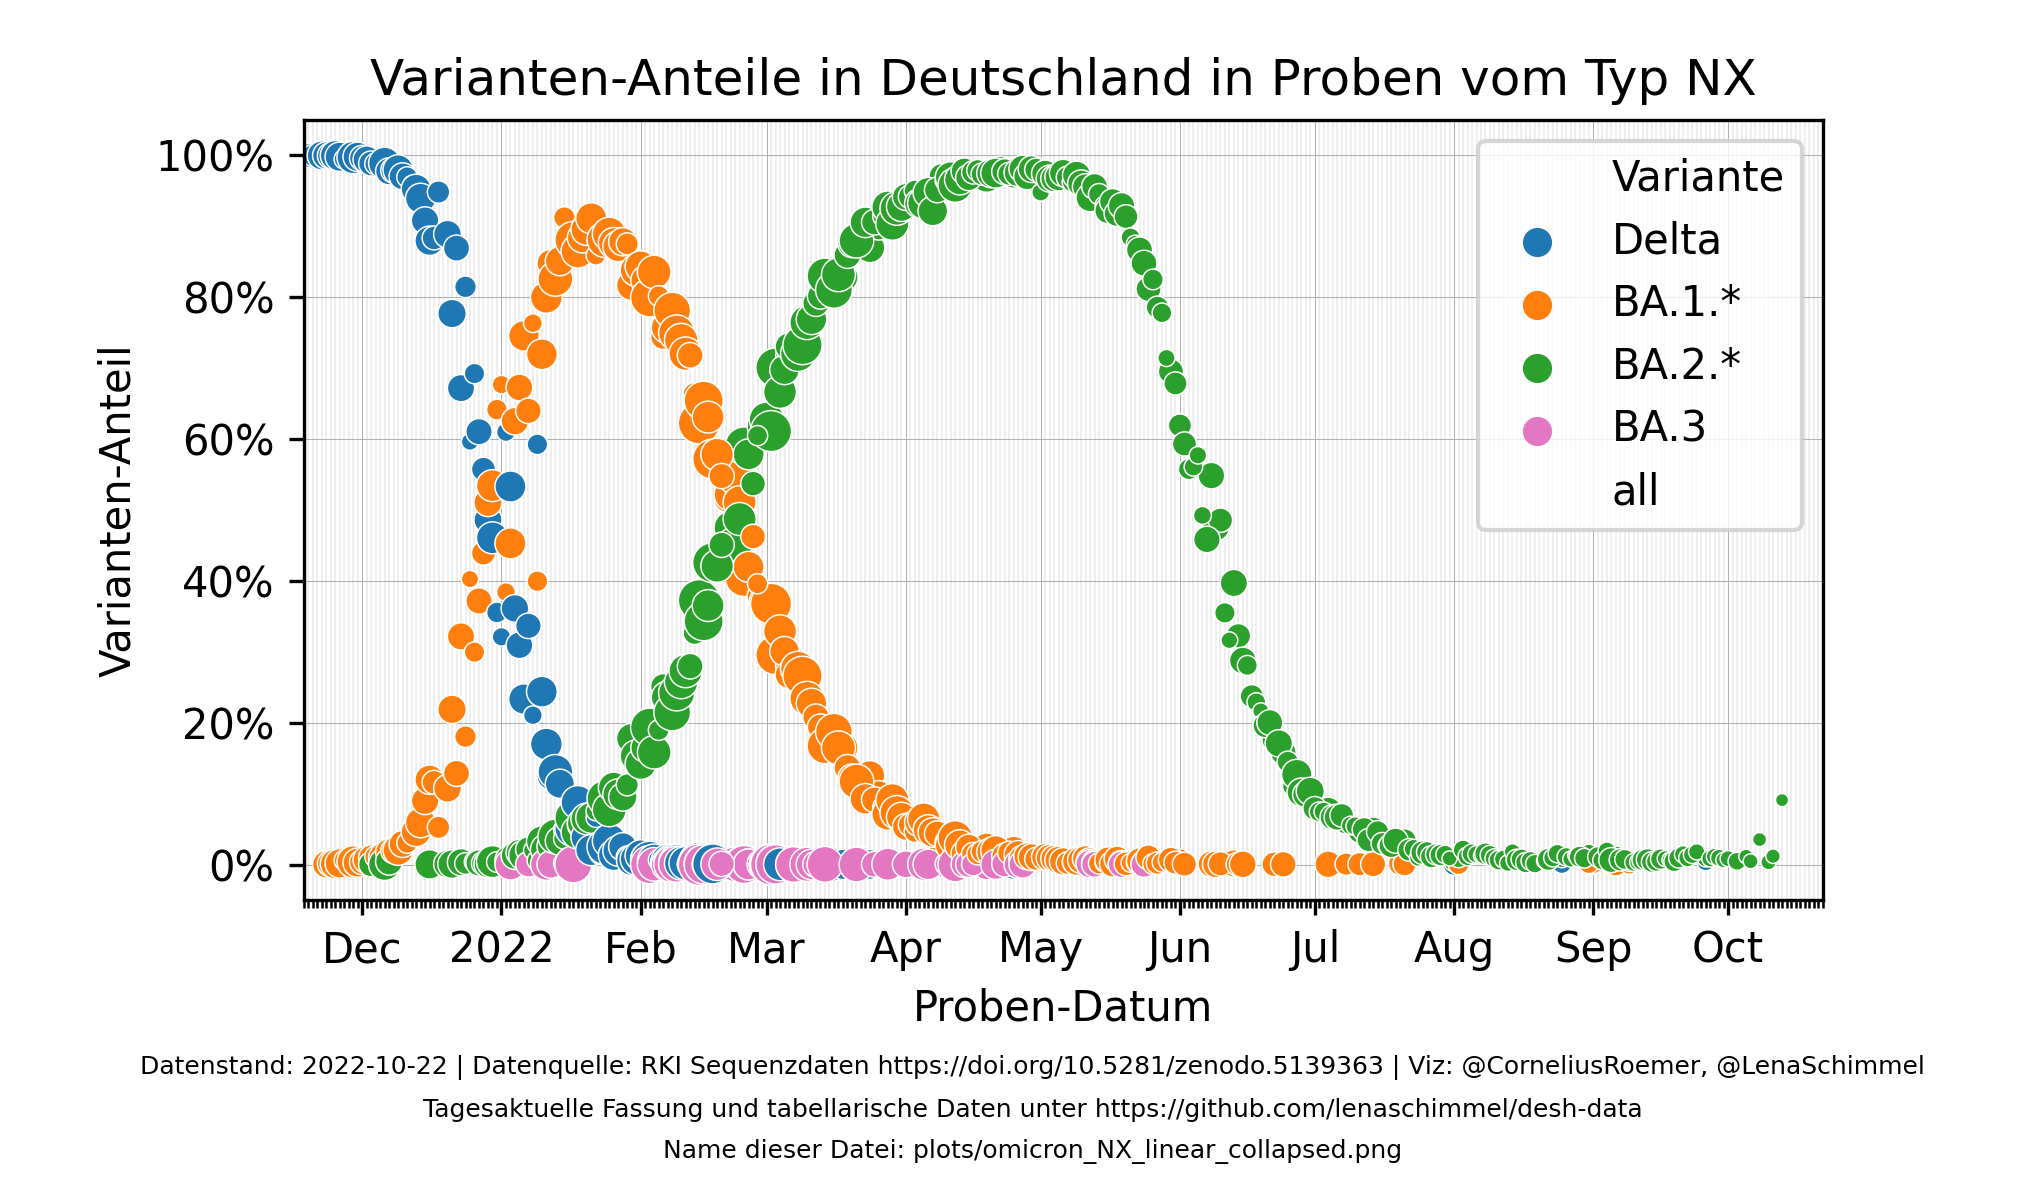 Varianten-Anteile in Deutschland in Proben vom Typ NX
Varianten-Anteil
100%
80%
60%
40%
20%
0%
Variante
Delta
BA.1.*
BA.2.*
BA.3
all
Dec 2022 Feb Mar Apr May Jun Jul Aug Sep Oct
Proben-Datum
Datenstand: 2022-10-22 | Datenquelle: RKI Sequenzdaten https://doi.org/10.5281/zenodo.5139363 | Viz: @CorneliusRoemer, @LenaSchimmel
Tagesaktuelle Fassung und tabellarische Daten unter https://github.com/lenaschimmel/desh-data
Name dieser Datei: plots/omicron_NX_linear_collapsed.png